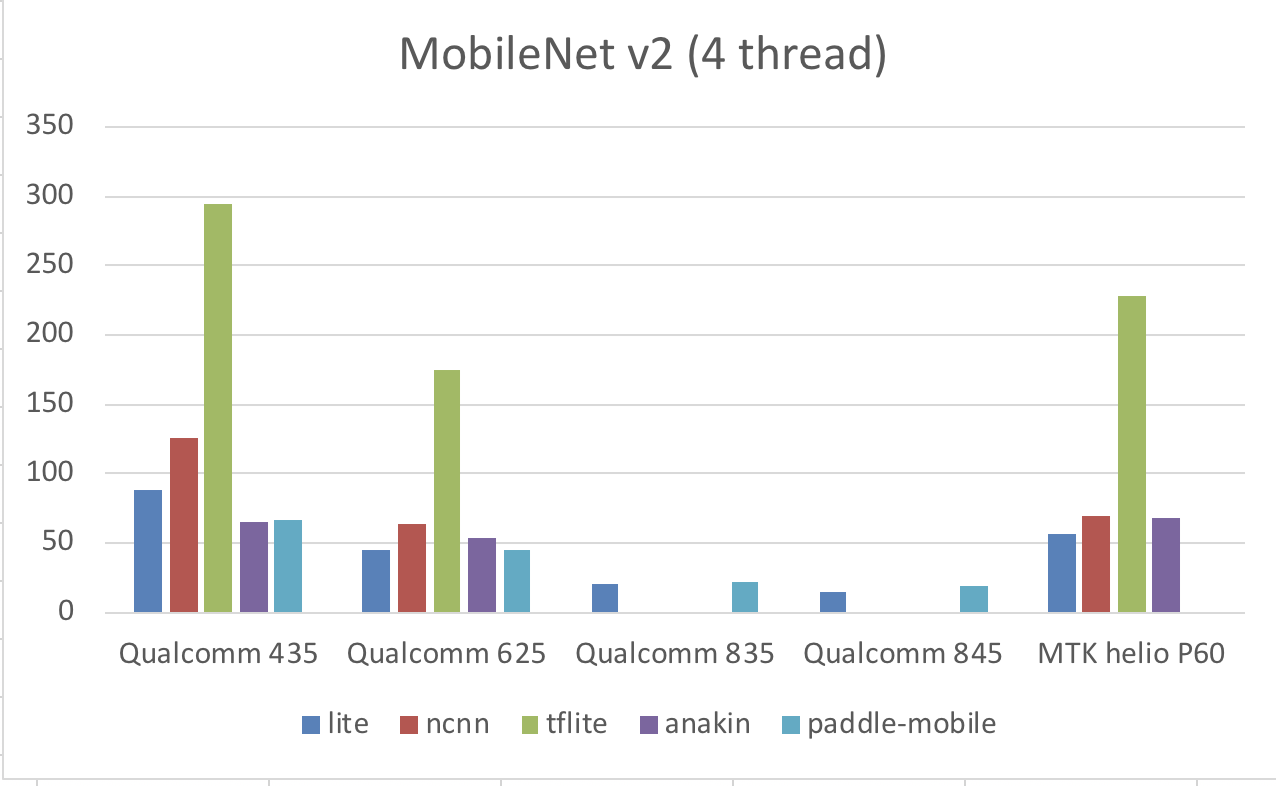 MobileNet v2 (4 thread)
350
300
250
200
150
100
50
0
Qualcomm 435 Qualcomm 625 Qualcomm 835 Qualcomm 845 MTK helio P60
lite ncnn tflite anakin paddle-mobile